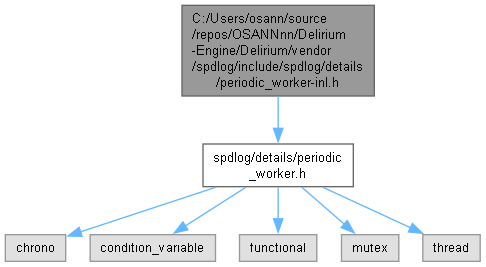 C:/Users/osann/source
/repos/OSANNnn/Delirium
-Engine/Delirium/vendor
/spdlog/include/spdlog/details
/periodic_worker-inl.h
spdlog/details/periodic
_worker.h
chrono
condition_variable
functional
mutex
thread